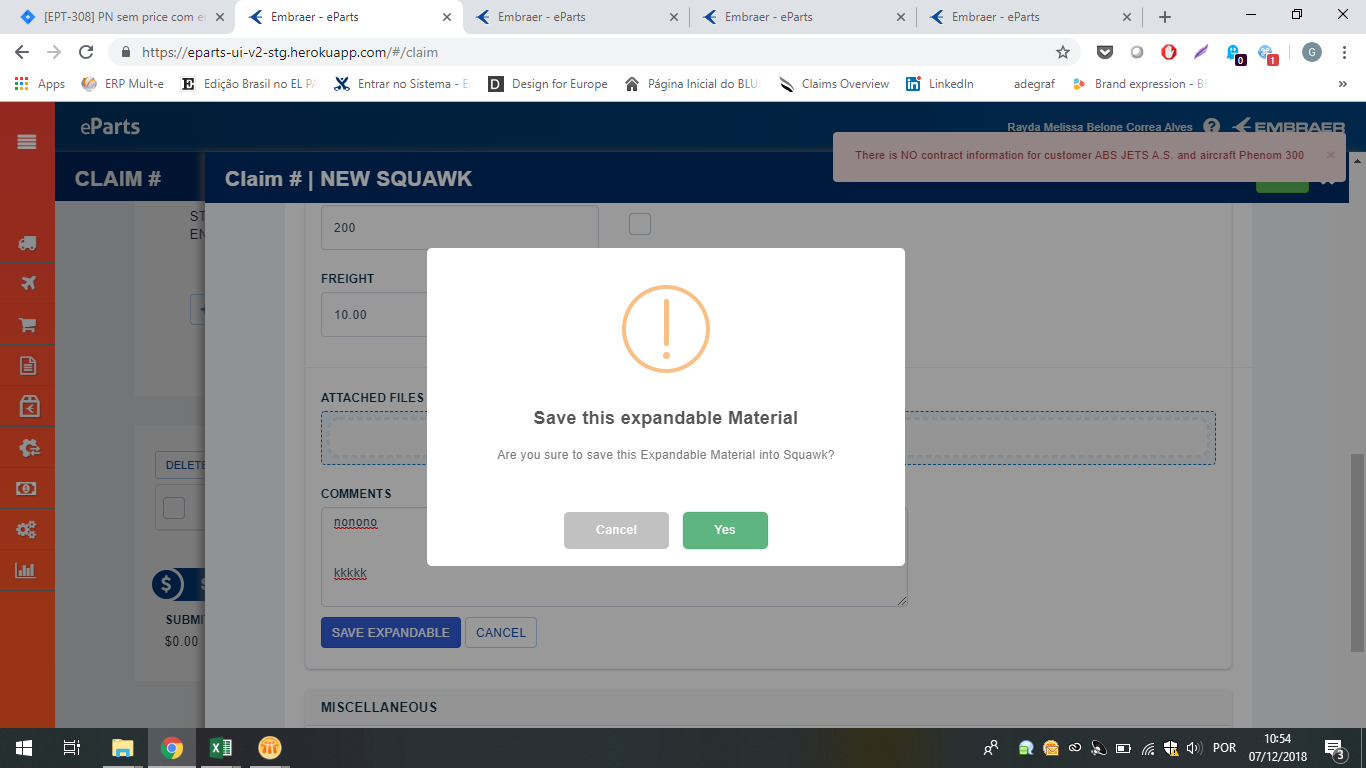 [EPT-308] PN sem price com e
Embraer - eParts
Embraer - eParts
Embraer - eParts
Embraer - eParts
https://eparts-ui-v2-stg.herokuapp.com/#/claim
G
0
1
Apps
ERP Mult-e
Edição Brasil no EL PA
Entrar no Sistema - E
Design for Europe
Página Inicial do BLU
Claims Overview
LinkedIn
adegraf
Brand expression - BF
eParts
Rayda Melissa Belone Correa Alves
EMBRAER
There is NO contract information for customer ABS JETS A.S. and aircraft Phenom 300
CLAIM #
Claim # | NEW SQUAWK
ST
EN
200
FREIGHT
10.00
ATTACHED FILES
Save this expandable Material
Are you sure to save this Expandable Material into Squawk?
Cancel
Yes
DELETE
COMMENTS
nonono
kkkkk
SUBMI
$0.00
SAVE EXPANDABLE
CANCEL
MISCELLANEOUS
POR
10:54
07/12/2018
3